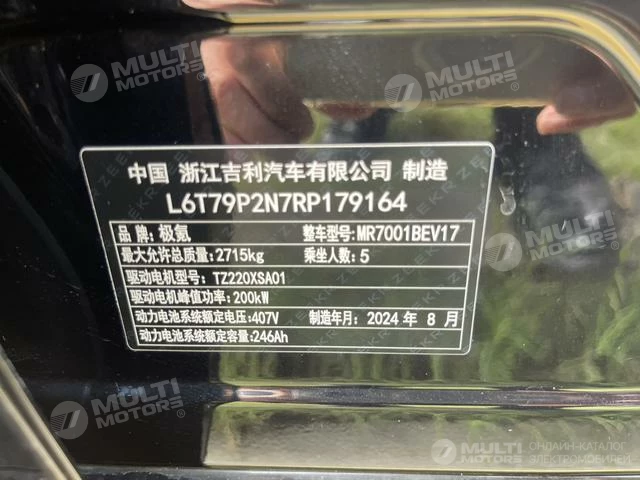 MULTI MOTORS
MULTI MOTORS
中国 浙江吉利汽车有限公司 制造
L6T79P2N7RP179164
品牌:极氪 整车型号:MR7001BEV17
最大允许总质量:2715kg 乘坐人数:5
驱动电机型号:TZ220XSA01
驱动电机峰值功率:200kW
动力电池系统额定电压:407V 制造年月:2024 年 8 月
动力电池系统额定容量:246Ah
MULTI MOTORS
MULTI MOTORS
ОНЛАЙН-КАТАЛОГ
ЭЛЕКТРОМОБИЛЕЙ